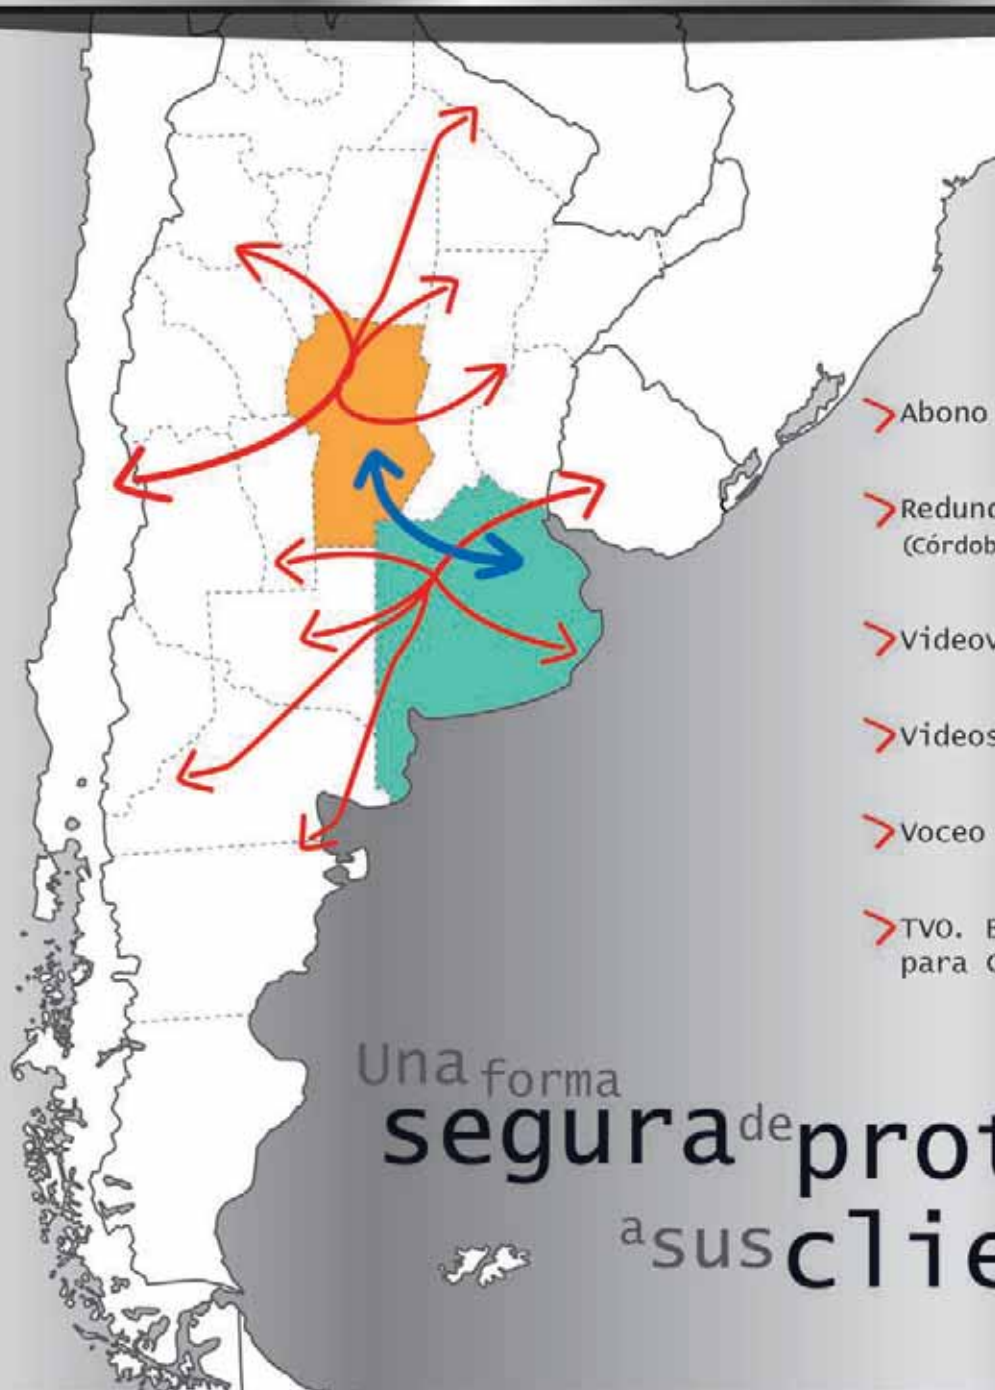 Abono
Redund
(Córdob
Videov
Videos
Voceo
TVO. E
para C
Una forma
segura de prot
a sus clie